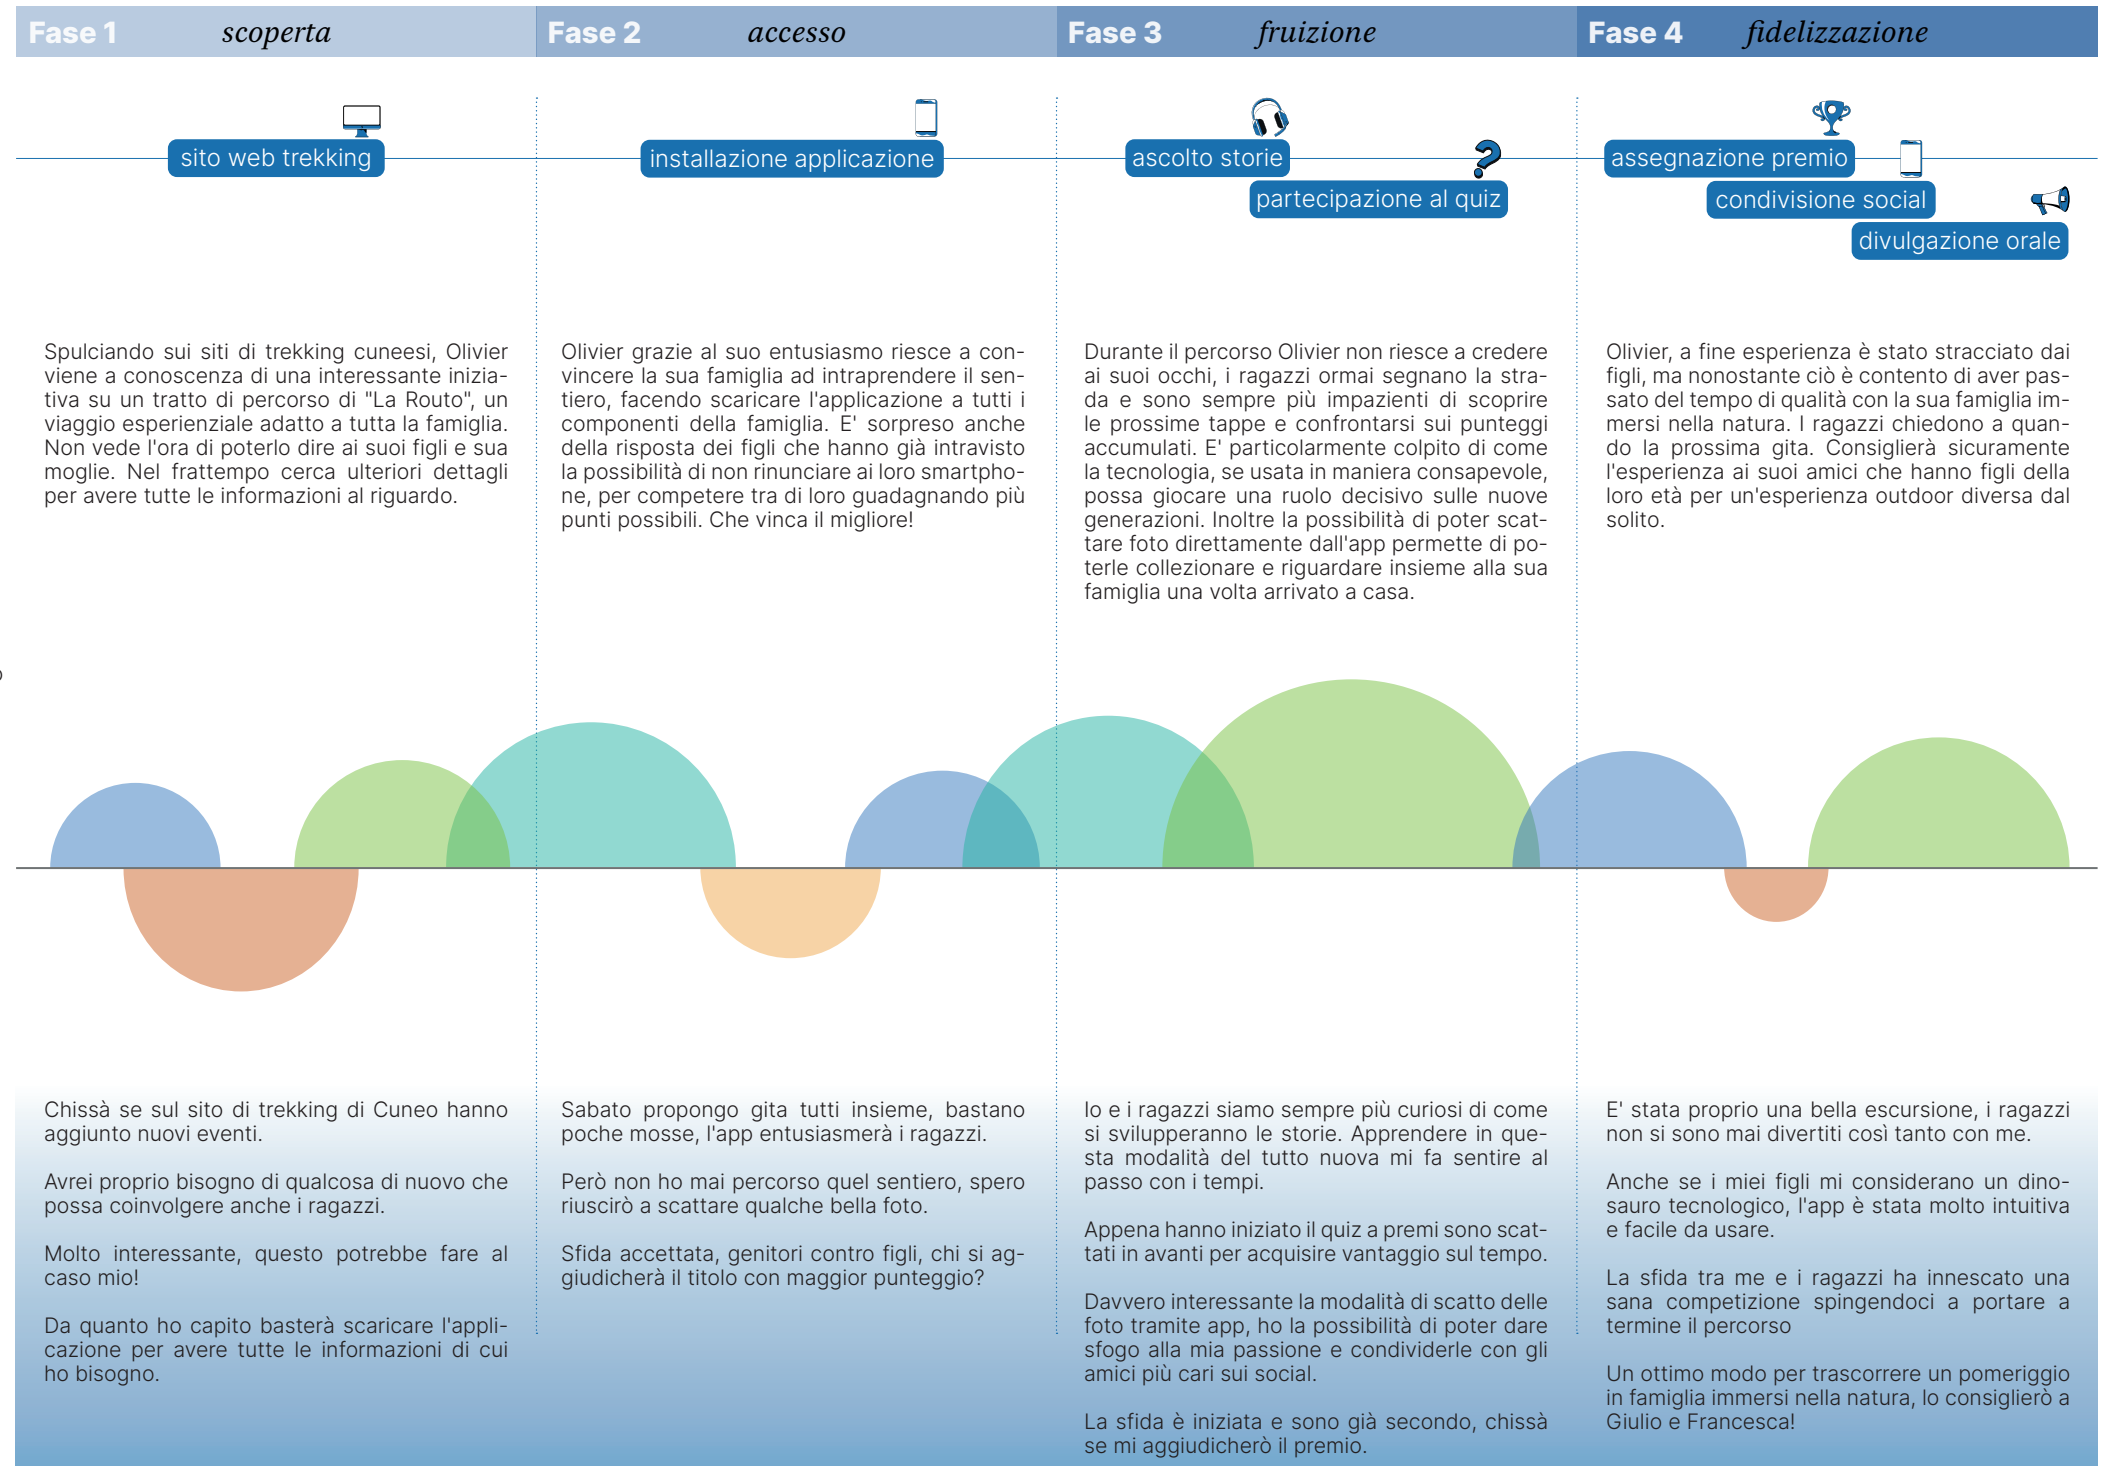 Fase 1 scoperta
Fase 2 accesso
Fase 3 fruizione
Fase 4 fidelizzazione
sito web trekking
installazione applicazione
ascolto storie
partecipazione al quiz
assegnazione premio
condivisione social
divulgazione orale
Spulciando sui siti di trekking cuneesi, Olivier
viene a conoscenza di una interessante inizia-
tiva su un tratto di percorso di "La Routo", un
viaggio esperienziale adatto a tutta la famiglia.
Non vede l'ora di poterlo dire ai suoi figli e sua
moglie. Nel frattempo cerca ulteriori dettagli
per avere tutte le informazioni al riguardo.
Olivier grazie al suo entusiasmo riesce a con-
vincere la sua famiglia ad intraprendere il sen-
tiero, facendo scaricare l'applicazione a tutti i
componenti della famiglia. E' sorpreso anche
della risposta dei figli che hanno già intravisto
la possibilità di non rinunciare ai loro smartpho-
ne, per competere tra di loro guadagnando più
punti possibili. Che vinca il migliore!
Durante il percorso Olivier non riesce a credere
ai suoi occhi, i ragazzi ormai segnano la stra-
da e sono sempre più impazienti di scoprire
le prossime tappe e confrontarsi sui punteggi
accumulati. E' particolarmente colpito di come
la tecnologia, se usata in maniera consapevole,
possa giocare una ruolo decisivo sulle nuove
generazioni. Inoltre la possibilità di poter scat-
tare foto direttamente dall'app permette di po-
terle collezionare e riguardare insieme alla sua
famiglia una volta arrivato a casa.
Olivier, a fine esperienza è stato stracciato dai
figli, ma nonostante ciò è contento di aver pas-
sato del tempo di qualità con la sua famiglia im-
mersi nella natura. I ragazzi chiedono a quan-
do la prossima gita. Consiglierà sicuramente
l'esperienza ai suoi amici che hanno figli della
loro età per un'esperienza outdoor diversa dal
solito.
Chissà se sul sito di trekking di Cuneo hanno
aggiunto nuovi eventi.
Avrei proprio bisogno di qualcosa di nuovo che
possa coinvolgere anche i ragazzi.
Molto interessante, questo potrebbe fare al
caso mio!
Da quanto ho capito basterà scaricare l'appli-
cazione per avere tutte le informazioni di cui
ho bisogno.
Sabato propongo gita tutti insieme, bastano
poche mosse, l'app entusiasmerà i ragazzi.
Però non ho mai percorso quel sentiero, spero
riuscirò a scattare qualche bella foto.
Sfida accettata, genitori contro figli, chi si ag-
giudicherà il titolo con maggior punteggio?
Io e i ragazzi siamo sempre più curiosi di come
si svilupperanno le storie. Apprendere in que-
sta modalità del tutto nuova mi fa sentire al
passo con i tempi.
Appena hanno iniziato il quiz a premi sono scat-
tati in avanti per acquisire vantaggio sul tempo.
Davvero interessante la modalità di scatto delle
foto tramite app, ho la possibilità di poter dare
sfogo alla mia passione e condividerle con gli
amici più cari sui social.
La sfida è iniziata e sono già secondo, chissà
se mi aggiudicherò il premio.
E' stata proprio una bella escursione, i ragazzi
non si sono mai divertiti così tanto con me.
Anche se i miei figli mi considerano un dino-
sauro tecnologico, l'app è stata molto intuitiva
e facile da usare.
La sfida tra me e i ragazzi ha innescato una
sana competizione spingendoci a portare a
termine il percorso
Un ottimo modo per trascorrere un pomeriggio
in famiglia immersi nella natura, lo consiglierò a
Giulio e Francesca!